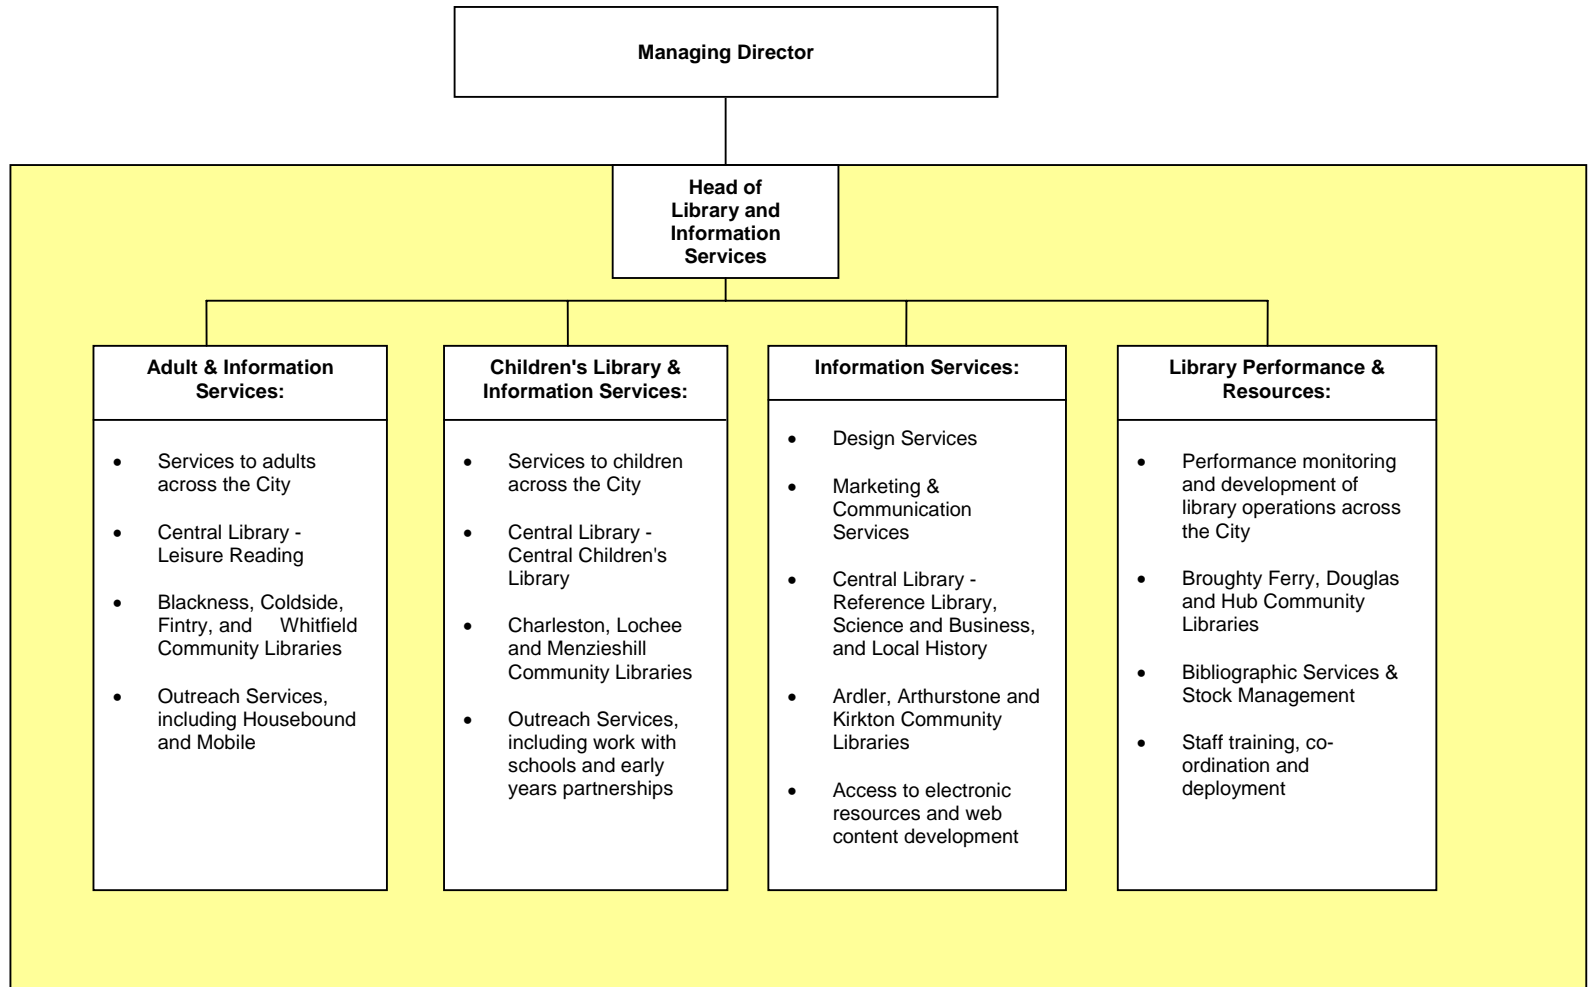 Managing Director
Head of
Library and
Information
Services
Adult & Information
Services:
• Services to adults
across the City
• Central Library -
Leisure Reading
• Blackness, Coldside,
Fintry, and Whitfield
Community Libraries
• Outreach Services,
including Housebound
and Mobile
Children's Library &
Information Services:
• Services to children
across the City
• Central Library -
Central Children's
Library
• Charleston, Lochee
and Menzieshill
Community Libraries
• Outreach Services,
including work with
schools and early
years partnerships
Information Services:
• Design Services
• Marketing &
Communication
Services
• Central Library -
Reference Library,
Science and Business,
and Local History
• Ardler, Arthurstone and
Kirkton Community
Libraries
• Access to electronic
resources and web
content development
Library Performance &
Resources:
• Performance monitoring
and development of
library operations across
the City
• Broughty Ferry, Douglas
and Hub Community
Libraries
• Bibliographic Services &
Stock Management
• Staff training, co-
ordination and
deployment